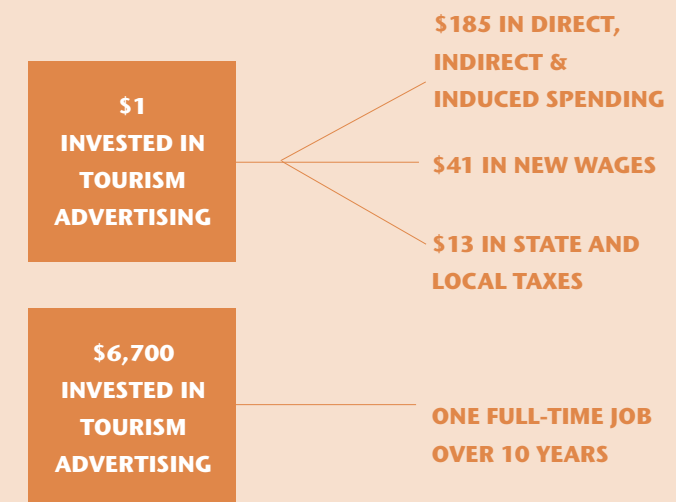 $1
INVESTED IN
TOURISM
ADVERTISING
$185 IN DIRECT,
INDIRECT &
INDUCED SPENDING
$41 IN NEW WAGES
$13 IN STATE AND
LOCAL TAXES
$6,700
INVESTED IN
TOURISM
ADVERTISING
ONE FULL-TIME JOB
OVER 10 YEARS